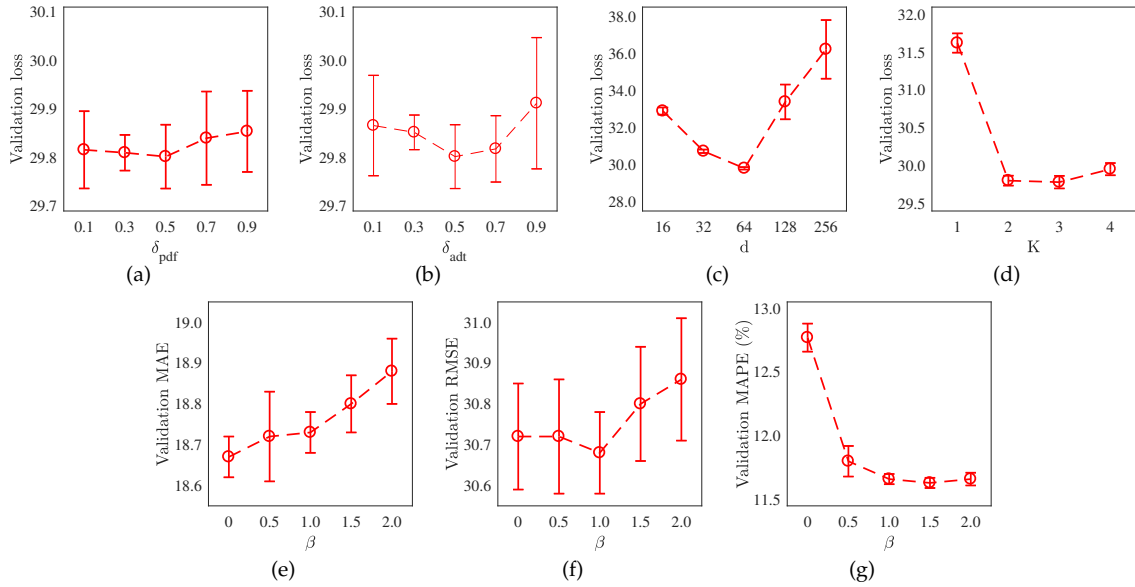 30.1
30.0
29.9
29.8
29.7
Validation loss
0.1 0.3 0.5 0.7 0.9
δ_pdf
(a)
30.1
30.0
29.9
29.8
29.7
Validation loss
0.1 0.3 0.5 0.7 0.9
δ_adt
(b)
38.0
36.0
34.0
32.0
30.0
28.0
Validation loss
16 32 64 128 256
d
(c)
32.0
31.5
31.0
30.5
30.0
29.5
Validation loss
1 2 3 4
K
(d)
19.0
18.9
18.8
18.7
18.6
Validation MAE
0 0.5 1.0 1.5 2.0
β
(e)
31.0
30.9
30.8
30.7
30.6
Validation RMSE
0 0.5 1.0 1.5 2.0
β
(f)
13.0
12.5
12.0
11.5
Validation MAPE (%)
0 0.5 1.0 1.5 2.0
β
(g)